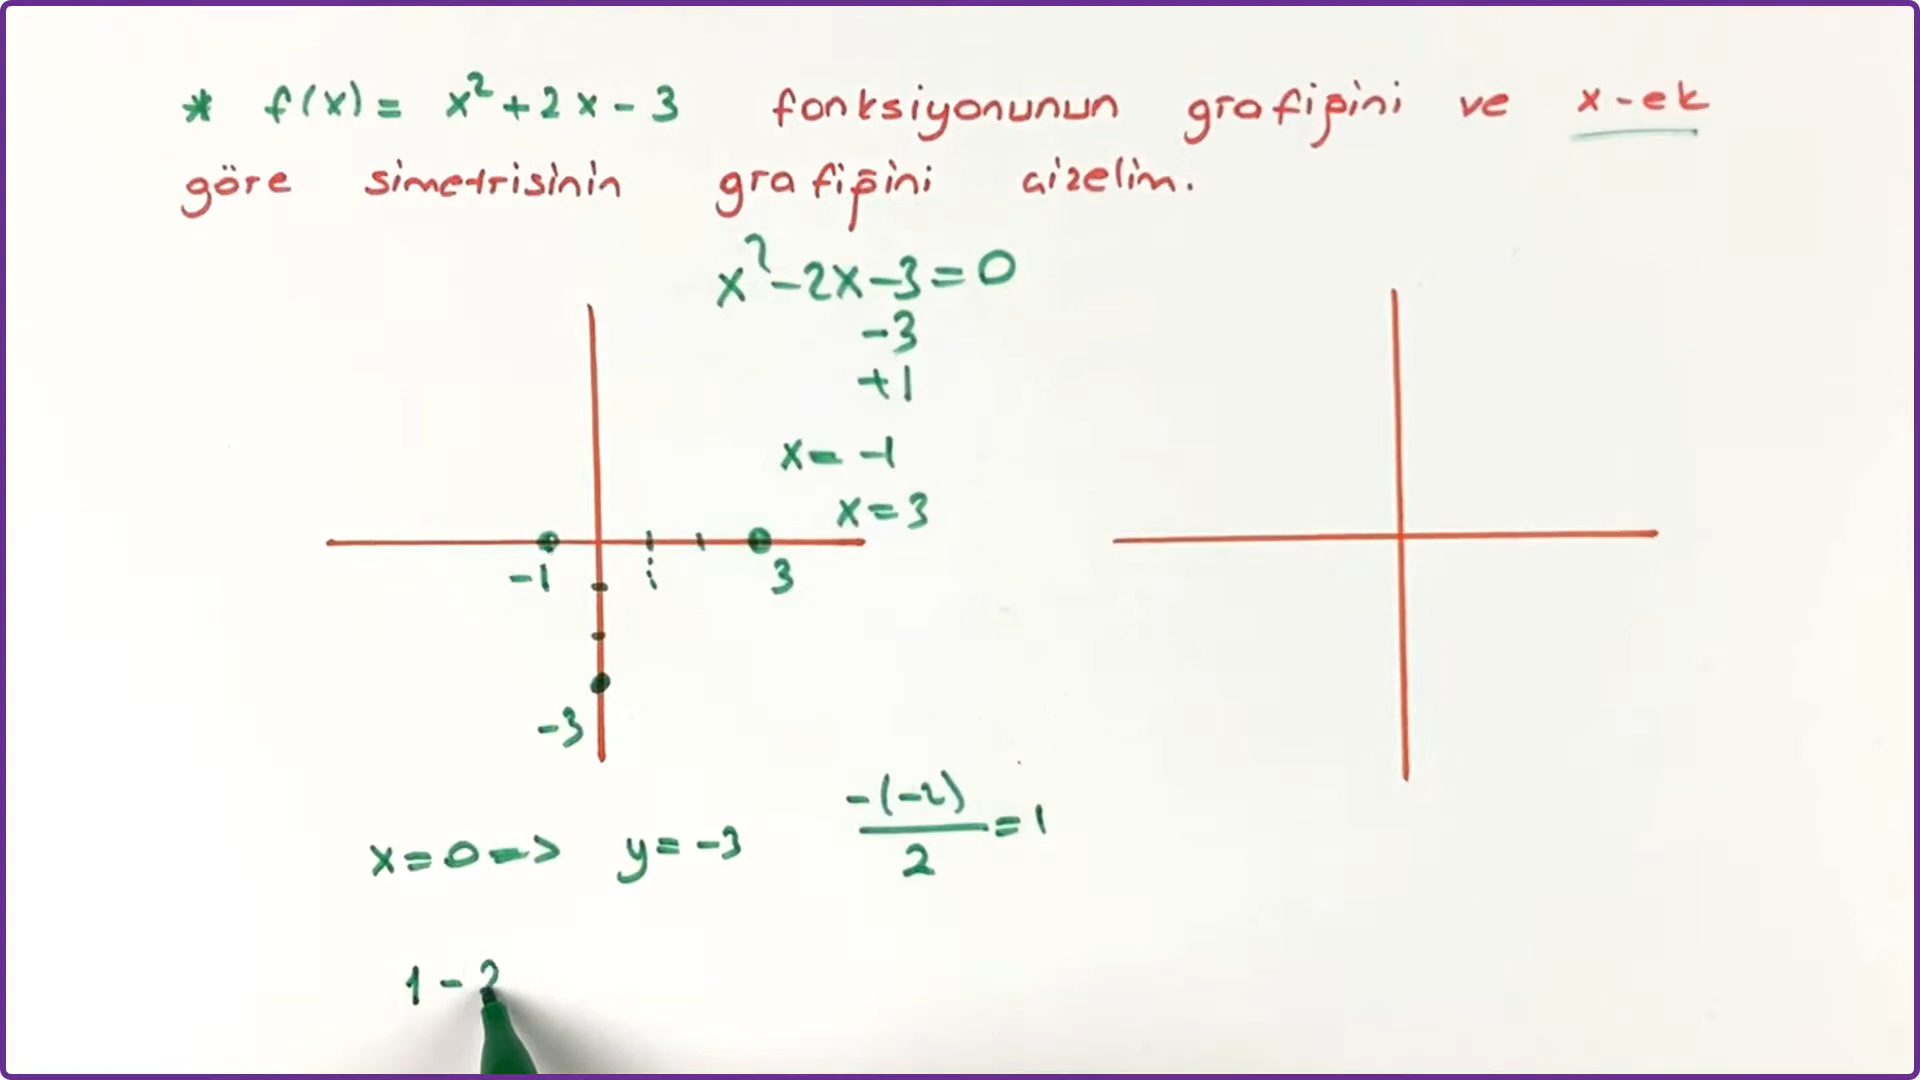 * f(x) = x² + 2x - 3 fonksiyonunun grafiğini ve x-ek
göre simetrisinin grafiğini çizelim.
x² - 2x - 3 = 0
-3
+1
x = -1
x = 3
-1
3
-3
x = 0 => y = -3
-(-2)
2
= 1
1 - 2